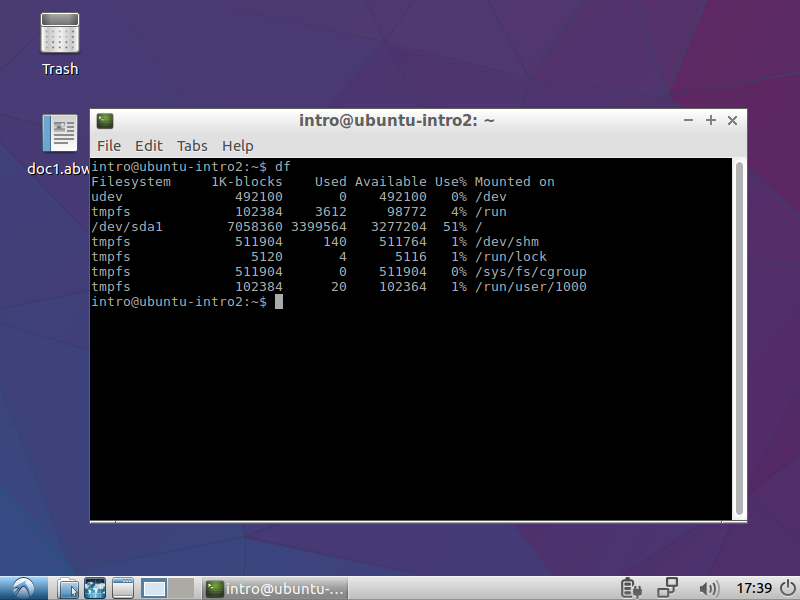 Trash
doc1.abw
intro@ubuntu-intro2: ~
File Edit Tabs Help
intro@ubuntu-intro2:~$ df
Filesystem     1K-blocks    Used Available Use% Mounted on
udev              492100       0    492100   0% /dev
tmpfs             102384    3612     98772   4% /run
/dev/sda1        7058360 3399564   3277204  51% /
tmpfs             511904     140    511764   1% /dev/shm
tmpfs               5120       4      5116   1% /run/lock
tmpfs             511904       0    511904   0% /sys/fs/cgroup
tmpfs             102384      20    102364   1% /run/user/1000
intro@ubuntu-intro2:~$
intro@ubuntu-...
17:39